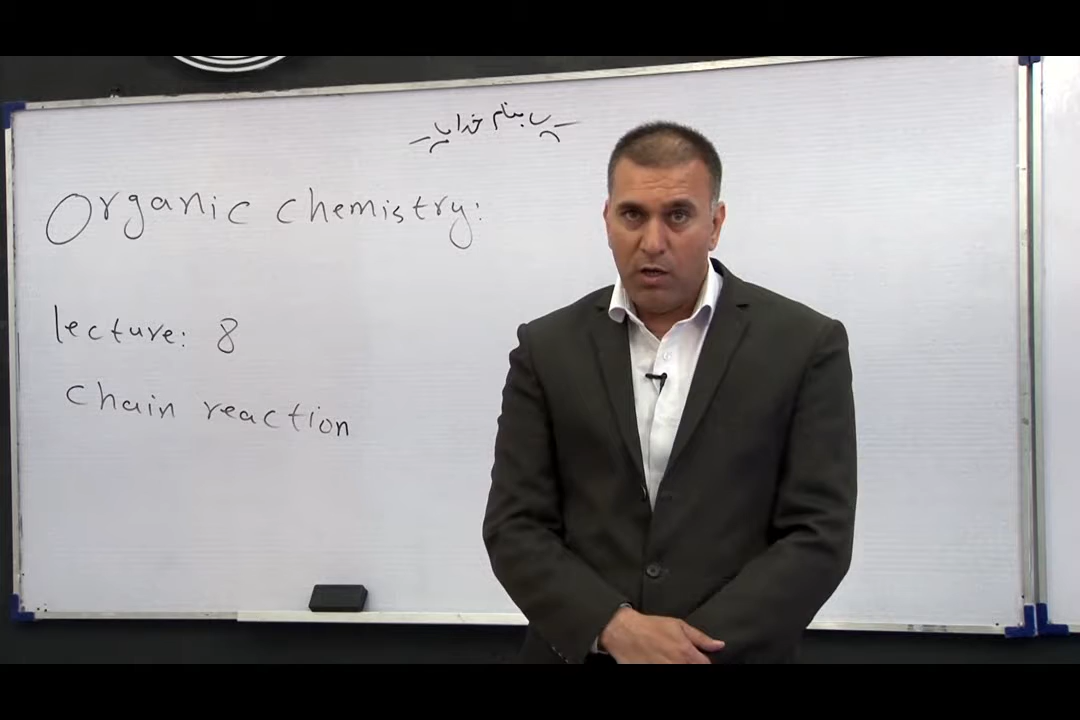 بنام خدا
Organic chemistry:
lecture: 8
chain reaction